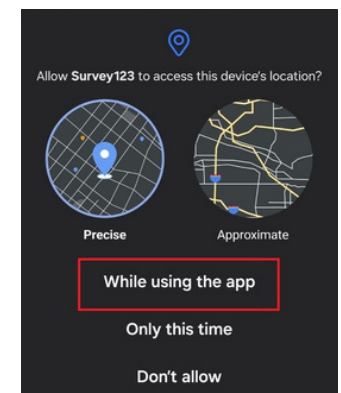 Allow Survey123 to access this device's location?
Precise
Approximate
While using the app
Only this time
Don't allow